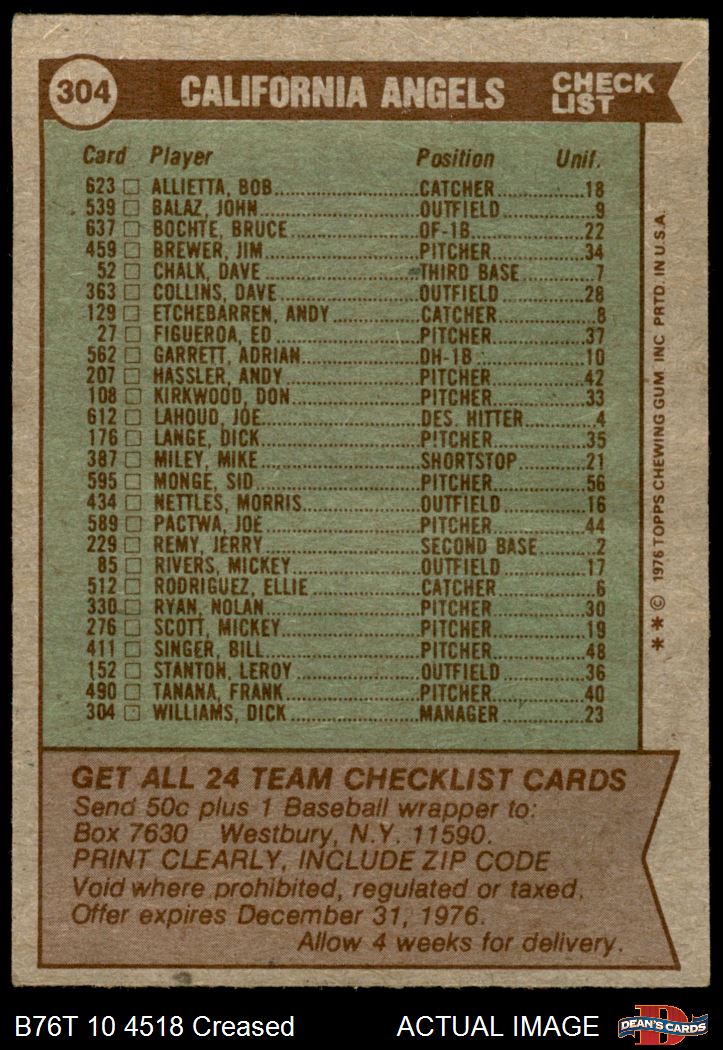 304 CALIFORNIA ANGELS CHECK LIST
Card Player Position Unif.
623 □ ALLIETTA, BOB CATCHER 18
539 □ BALAZ, JOHN OUTFIELD 9
637 □ BOCHTE, BRUCE OF-1B 22
459 □ BREWER, JIM PITCHER 34
52 □ CHALK, DAVE THIRD BASE 7
363 □ COLLINS, DAVE OUTFIELD 28
129 □ ETCHEBARREN, ANDY CATCHER 8
27 □ FIGUEROA, ED PITCHER 37
562 □ GARRETT, ADRIAN DH-1B 10
207 □ HASSLER, ANDY PITCHER 42
108 □ KIRKWOOD, DON PITCHER 33
612 □ LAHOUD, JOE DES. HITTER 4
176 □ LANGE, DICK PITCHER 35
387 □ MILEY, MIKE SHORTSTOP 21
595 □ MONGE, SID PITCHER 56
434 □ NETTLES, MORRIS OUTFIELD 16
589 □ PACTWA, JOE PITCHER 44
229 □ REMY, JERRY SECOND BASE 2
85 □ RIVERS, MICKEY OUTFIELD 17
512 □ RODRIGUEZ, ELLIE CATCHER 6
330 □ RYAN, NOLAN PITCHER 30
276 □ SCOTT, MICKEY PITCHER 19
411 □ SINGER, BILL PITCHER 48
152 □ STANTON, LEROY OUTFIELD 36
490 □ TANANA, FRANK PITCHER 40
304 □ WILLIAMS, DICK MANAGER 23
** © 1976 TOPPS CHEWING GUM INC PRTD. IN U.S.A.
GET ALL 24 TEAM CHECKLIST CARDS
Send 50c plus 1 Baseball wrapper to:
Box 7630 Westbury, N.Y. 11590.
PRINT CLEARLY, INCLUDE ZIP CODE
Void where prohibited, regulated or taxed.
Offer expires December 31, 1976.
Allow 4 weeks for delivery.
B76T 10 4518 Creased ACTUAL IMAGE
DEAN'S CARDS